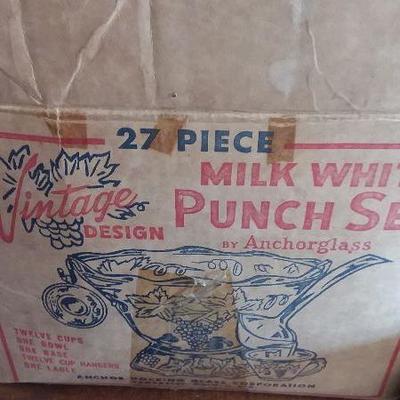 27 PIECE
Vintage
DESIGN
MILK WHIT
PUNCH SE
BY Anchorglass
TWELVE CUPS
ONE BOWL
ONE BASE
TWELVE CUP HANGERS
ONE LADLE
ANCHOR HOCKING GLASS CORPORATION